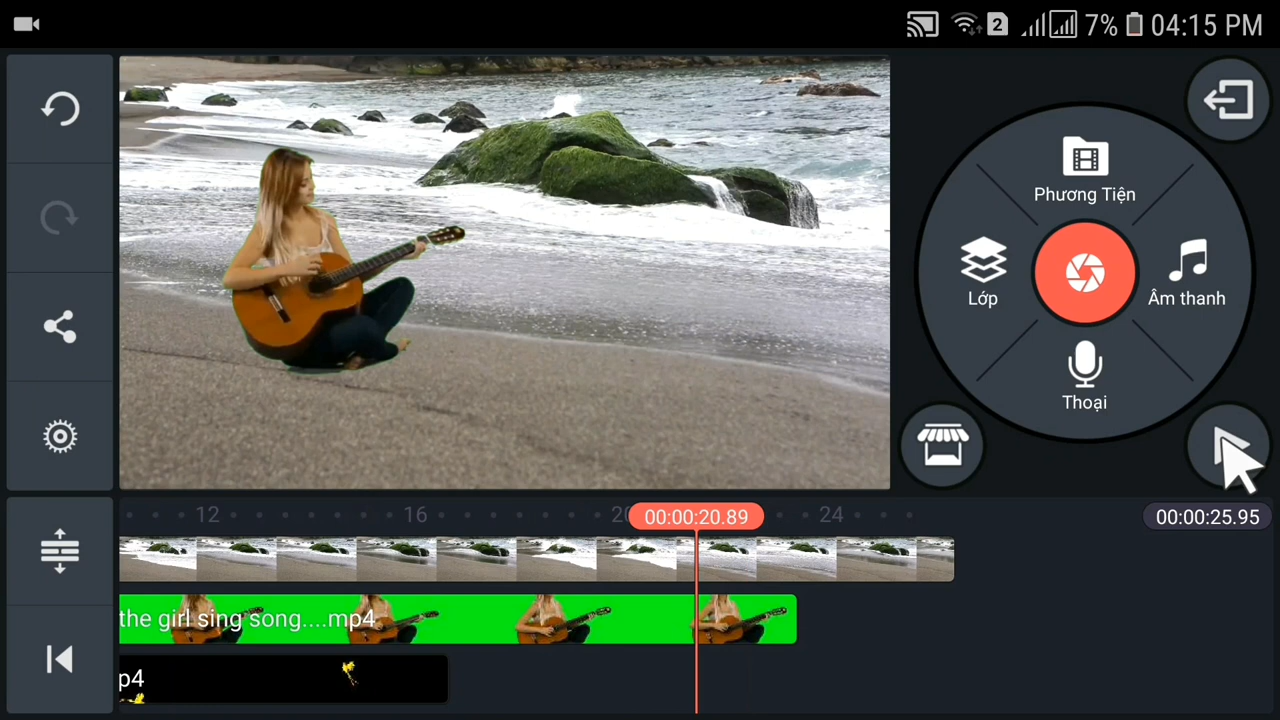 2 7% 04:15 PM
Phương Tiện
Lớp
Âm thanh
Thoại
12 16 20 00:00:20.89 24 00:00:25.95
the girl sing song....mp4
p4